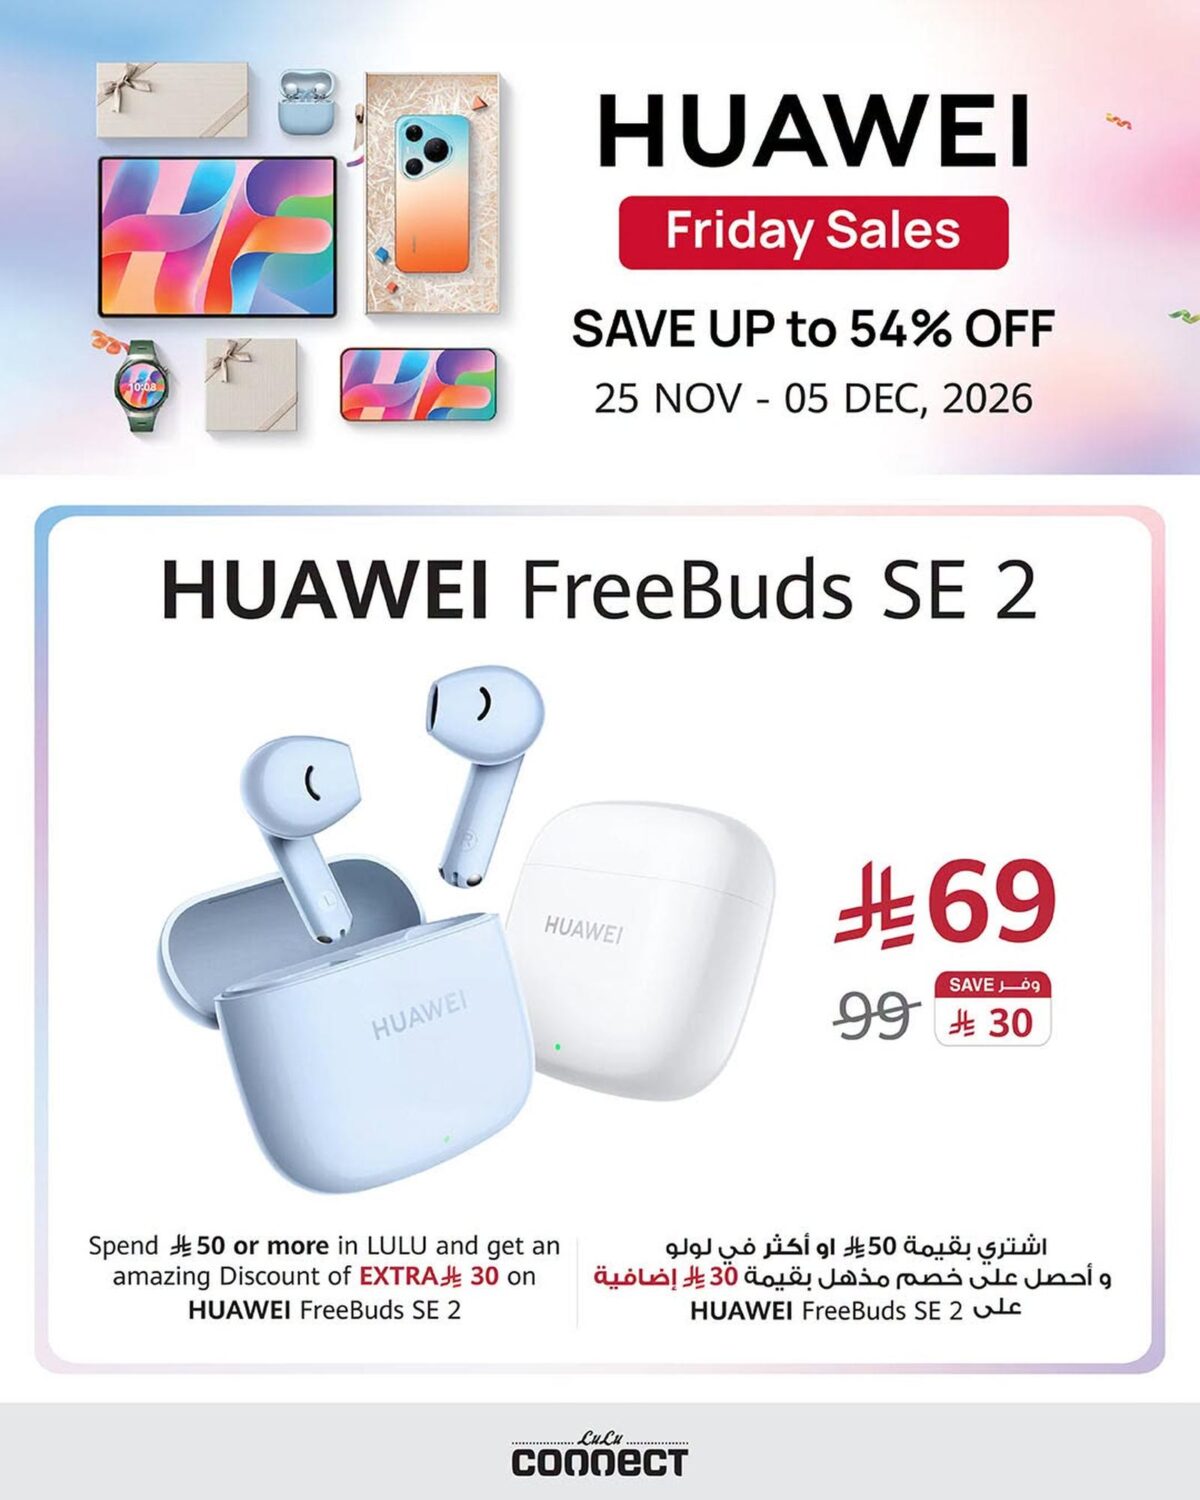 HUAWEI
Friday Sales
SAVE UP to 54% OFF
25 NOV - 05 DEC, 2026
10:08
HUAWEI FreeBuds SE 2
HUAWEI
HUAWEI
L
R
⃁ 69
99
SAVE وفـــر
⃁ 30
Spend ⃁ 50 or more in LULU and get an
amazing Discount of EXTRA ⃁ 30 on
HUAWEI FreeBuds SE 2
اشتري بقيمة 50 ⃁ او أكثر في لولو
و أحصل على خصم مذهل بقيمة 30 ⃁ إضافية
على HUAWEI FreeBuds SE 2
LuLu
connect